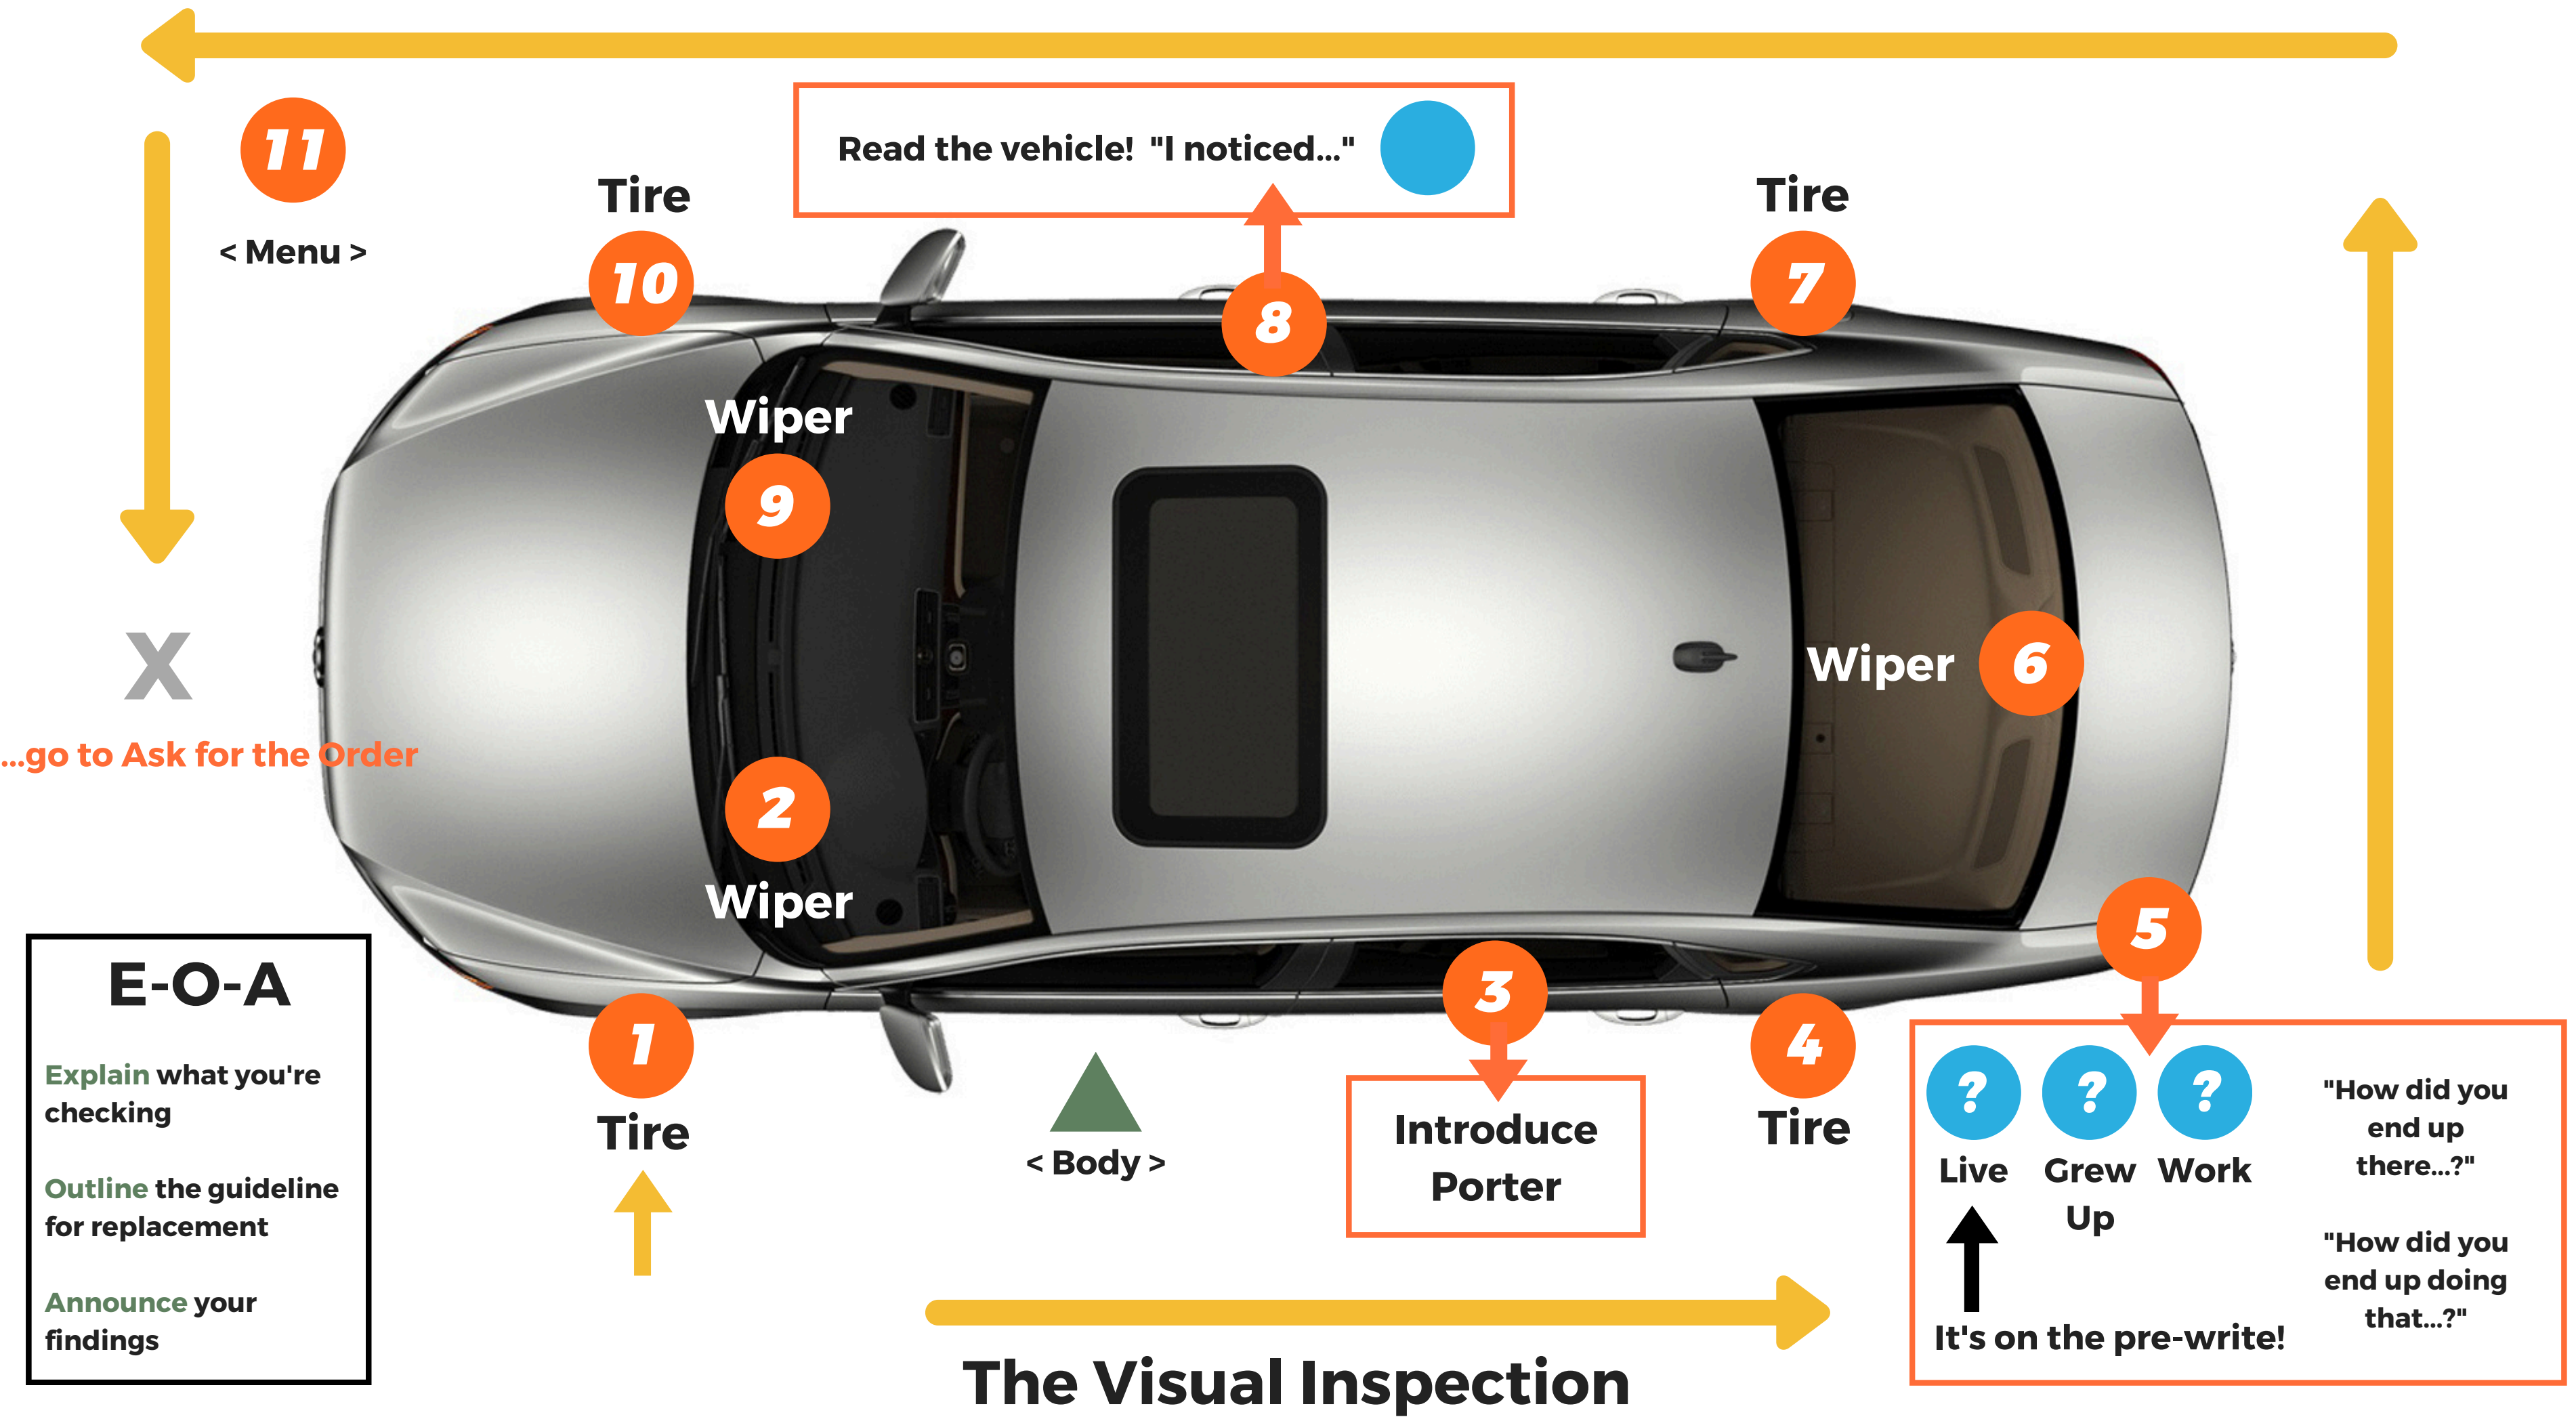 11
< Menu >
Read the vehicle!  "I noticed..."
Tire
10
8
Tire
7
Wiper
9
Wiper
6
X
...go to Ask for the Order
2
Wiper
E-O-A
Explain what you're
checking
Outline the guideline
for replacement
Announce your
findings
1
Tire
< Body >
3
Introduce
Porter
4
Tire
5
?
?
?
Live
Grew
Up
Work
It's on the pre-write!
"How did you
end up
there...?"
"How did you
end up doing
that...?"
The Visual Inspection